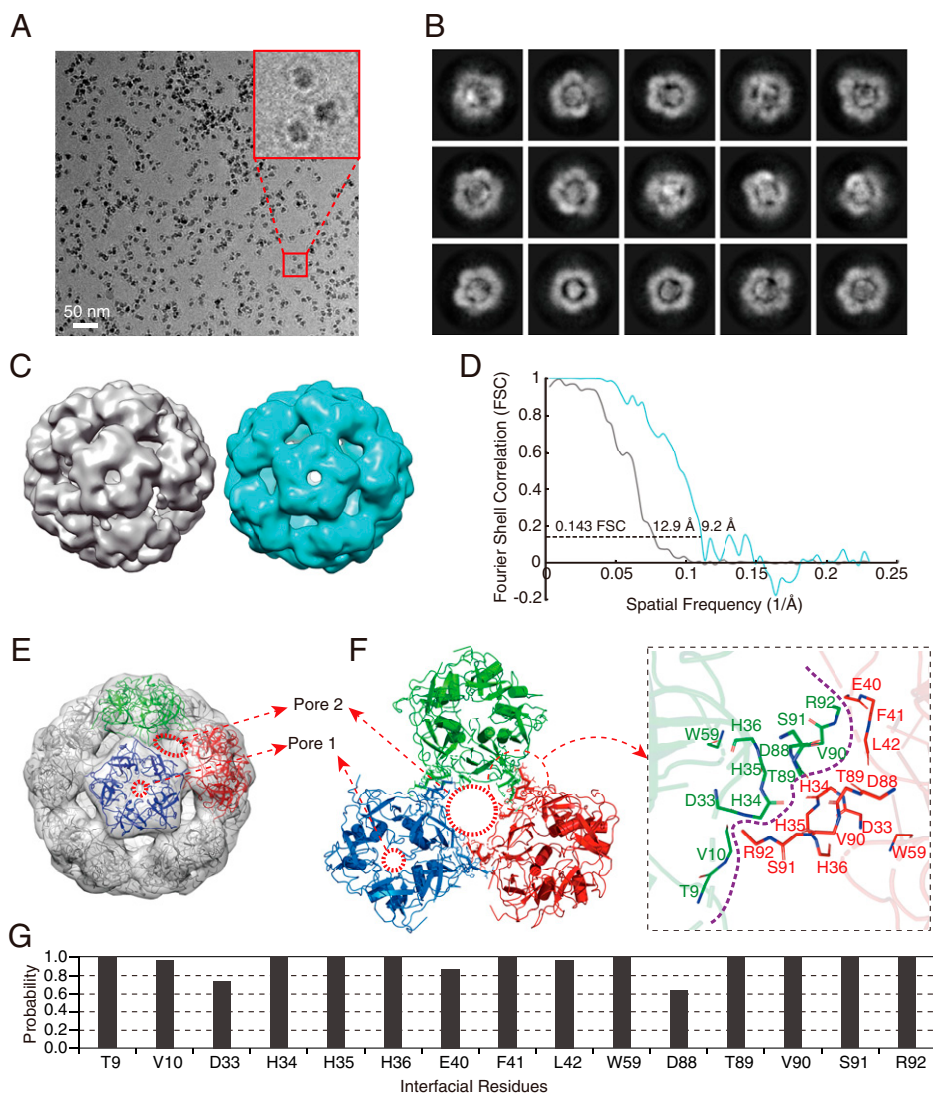 A
50 nm
B
C
D
Fourier Shell Correlation (FSC)
1
0.8
0.6
0.4
0.2
0
-0.2
0.143 FSC
12.9 Å
9.2 Å
0
0.05
0.1
0.15
0.2
0.25
Spatial Frequency (1/Å)
E
Pore 2
Pore 1
F
R92
E40
S91
F41
W59
H36
D88
V90
L42
H35
T89
T89
D88
H34
D33
H34
H35
D33
V90
V10
R92
S91
H36
W59
T9
G
Probability
1.0
0.8
0.6
0.4
0.2
0.0
T9 V10 D33 H34 H35 H36 E40 F41 L42 W59 D88 T89 V90 S91 R92
Interfacial Residues